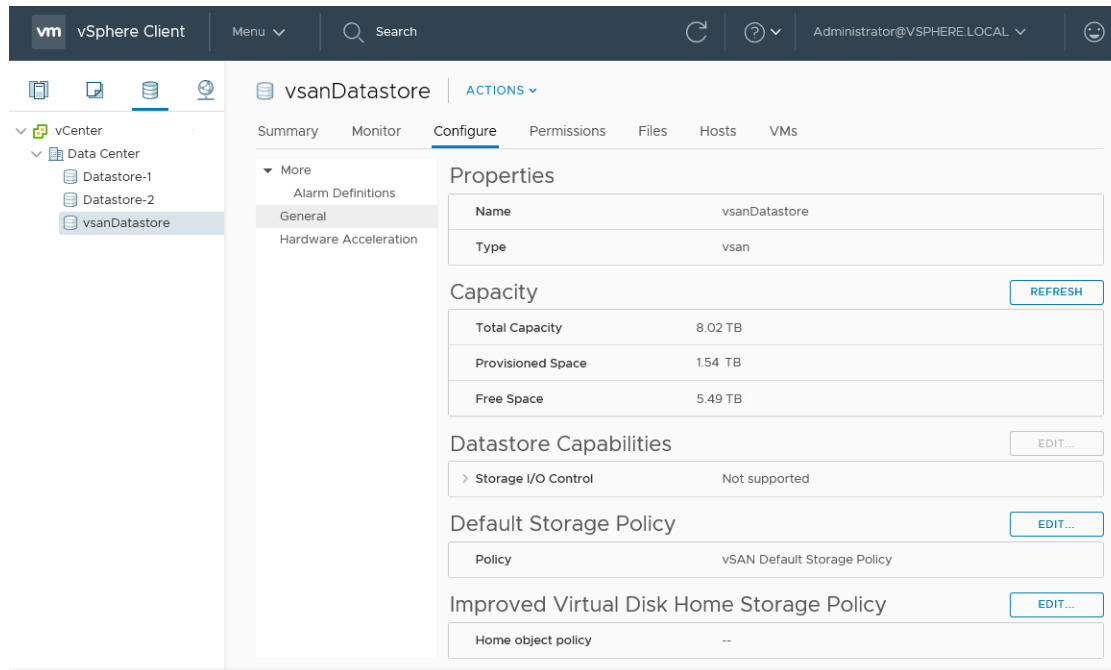 vm vSphere Client Menu Search Administrator@VSPHERE.LOCAL
vCenter
Data Center
Datastore-1
Datastore-2
vsanDatastore
vsanDatastore ACTIONS
Summary Monitor Configure Permissions Files Hosts VMs
More
Alarm Definitions
General
Hardware Acceleration
Properties
Name vsanDatastore
Type vsan
Capacity REFRESH
Total Capacity 8.02 TB
Provisioned Space 1.54 TB
Free Space 5.49 TB
Datastore Capabilities EDIT...
Storage I/O Control Not supported
Default Storage Policy EDIT...
Policy vSAN Default Storage Policy
Improved Virtual Disk Home Storage Policy EDIT...
Home object policy --